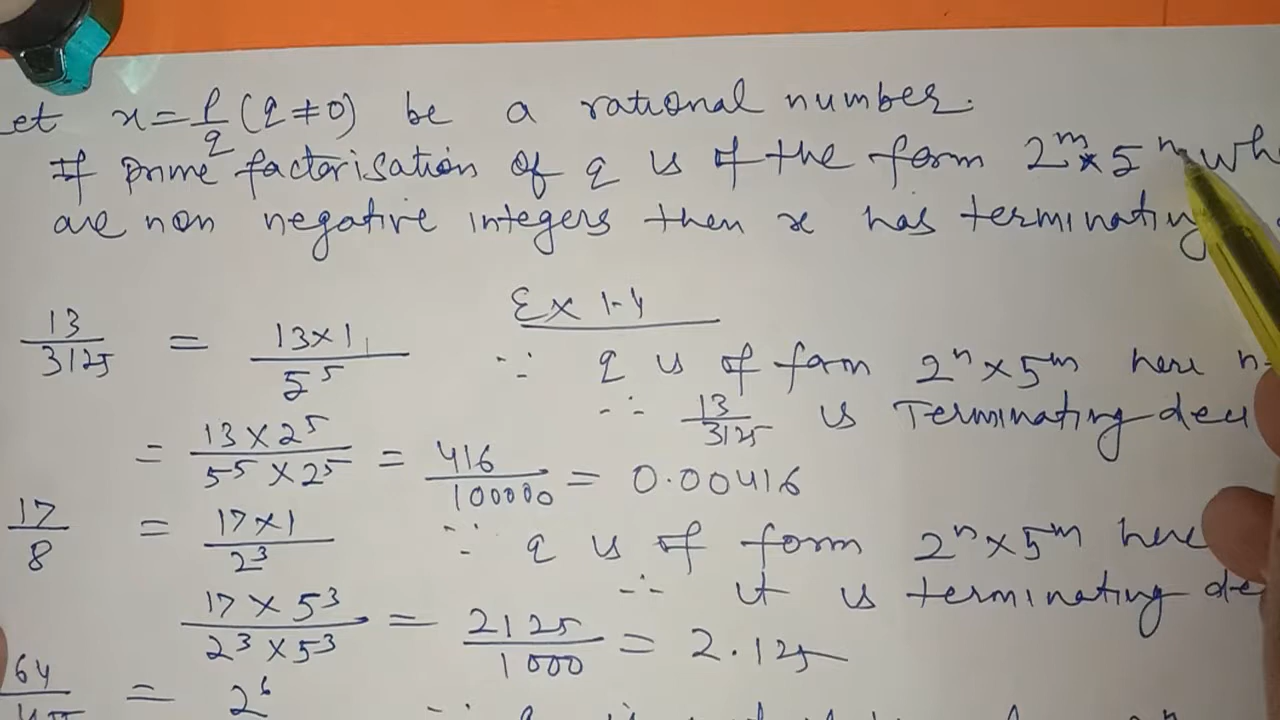 et x = p/q (q ≠ 0) be a rational number.
If prime factorisation of q is of the form 2^m × 5^n wh
are non negative integers then x has terminating
Ex 1.4
13/3125 = 13×1/5^5 ∵ q is of form 2^n × 5^m here n
∴ 13/3125 is Terminating deci
= 13×2^5/5^5×2^5 = 416/100000 = 0.00416
17/8 = 17×1/2^3 ∵ q is of form 2^n × 5^m here
∴ it is terminating de
17×5^3/2^3×5^3 = 2125/1000 = 2.125
64/ = 2^6 ∵